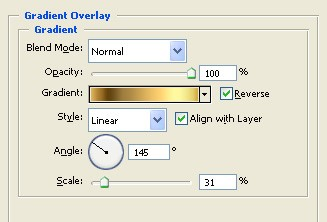 Gradient Overlay
Gradient
Blend Mode: Normal
Opacity: 100 %
Gradient: Reverse
Style: Linear Align with Layer
Angle: 145 °
Scale: 31 %